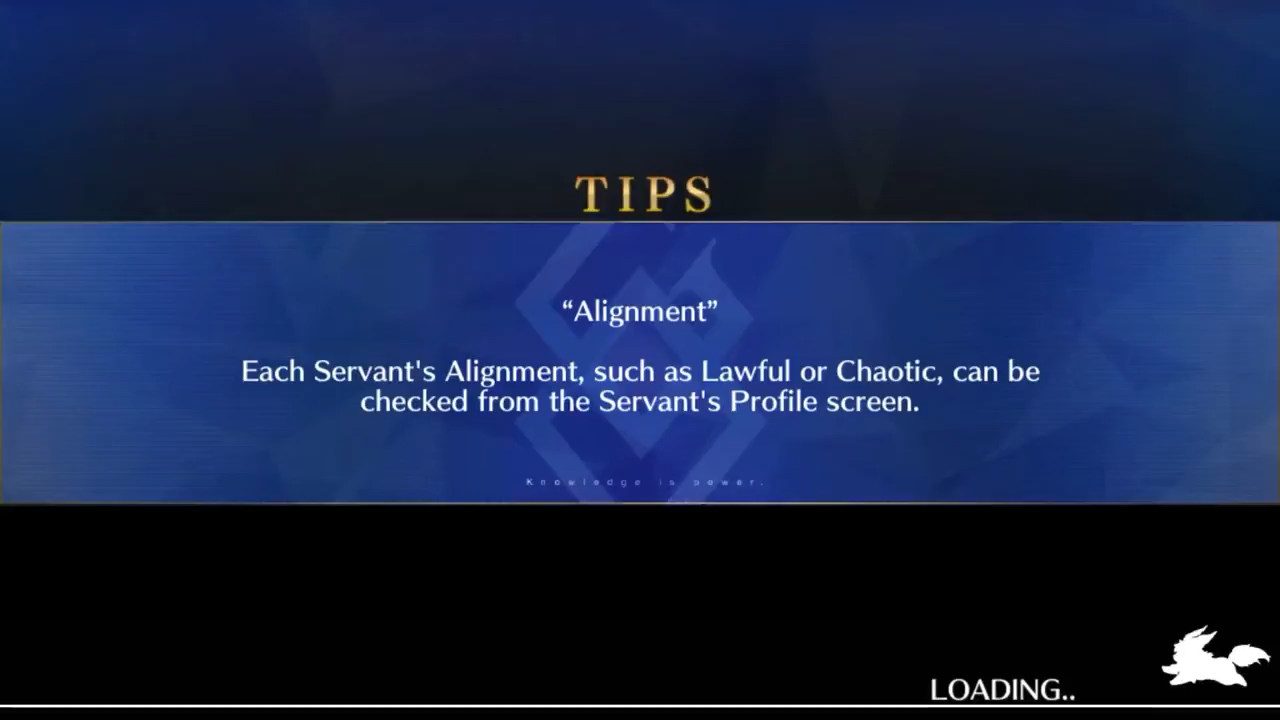 TIPS
“Alignment”
Each Servant's Alignment, such as Lawful or Chaotic, can be
checked from the Servant's Profile screen.
Knowledge is power.
LOADING..